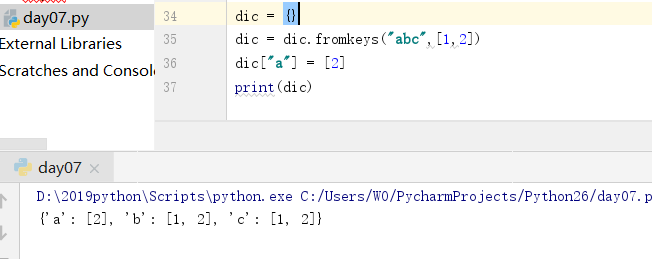 day07.py
External Libraries
Scratches and Consol
34 dic = {}
35 dic = dic.fromkeys("abc",[1,2])
36 dic["a"] = [2]
37 print(dic)
day07 ×
D:\2019python\Scripts\python.exe C:/Users/WO/PycharmProjects/Python26/day07.p
{'a': [2], 'b': [1, 2], 'c': [1, 2]}